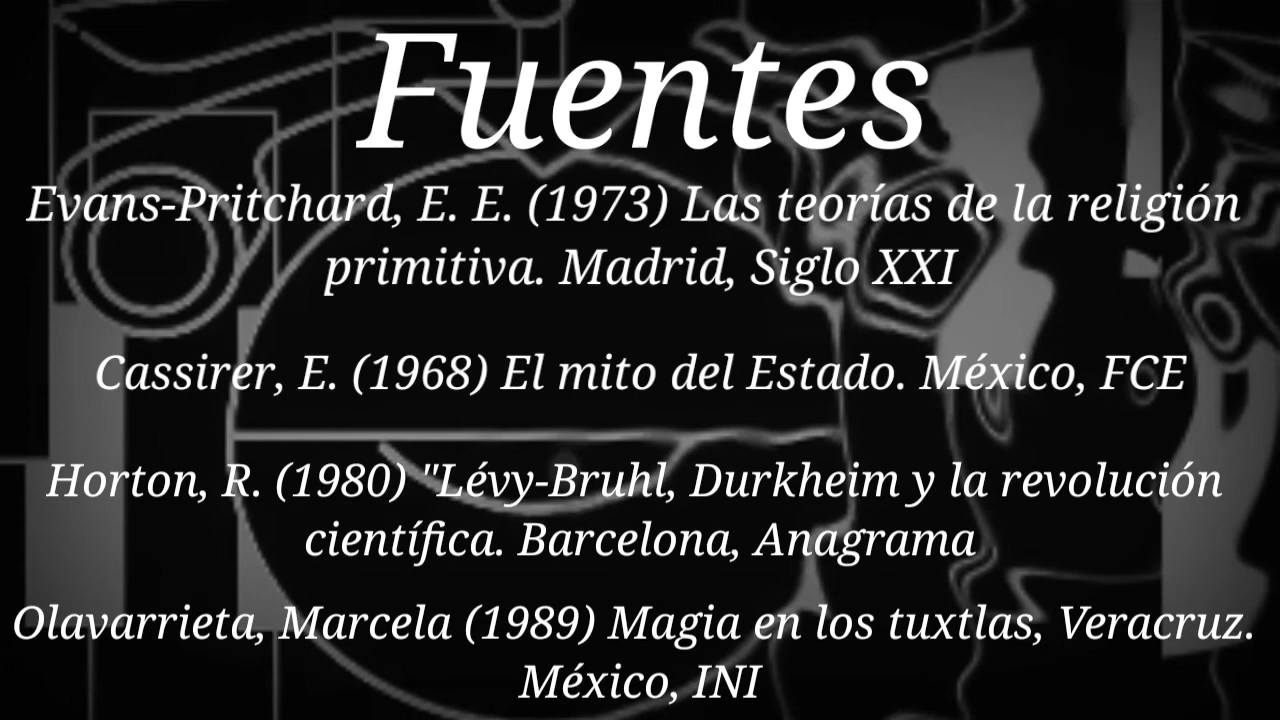 Fuentes
Evans-Pritchard, E. E. (1973) Las teorías de la religión
primitiva. Madrid, Siglo XXI
Cassirer, E. (1968) El mito del Estado. México, FCE
Horton, R. (1980) "Lévy-Bruhl, Durkheim y la revolución
científica. Barcelona, Anagrama
Olavarrieta, Marcela (1989) Magia en los tuxtlas, Veracruz.
México, INI